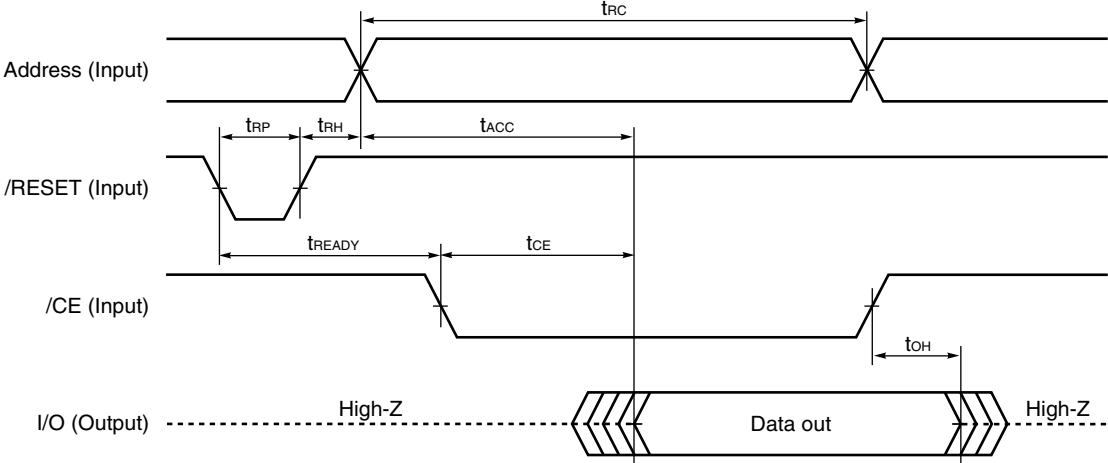 tRC
Address (Input)
tRP
tRH
tACC
/RESET (Input)
tREADY
tCE
/CE (Input)
tOH
I/O (Output)
High-Z
Data out
High-Z